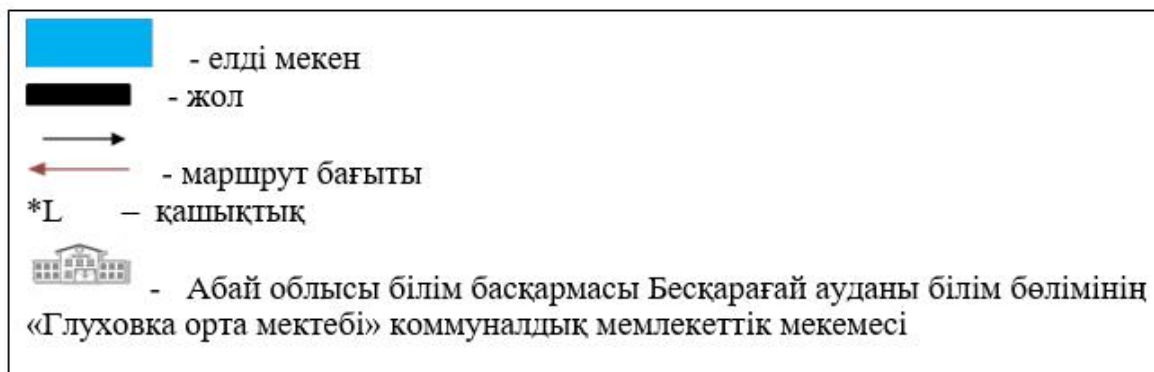 - елді мекен
- жол
- маршрут бағыты
*L – қашықтық
- Абай облысы білім басқармасы Бесқарағай ауданы білім бөлімінің
«Глуховка орта мектебі» коммуналдық мемлекеттік мекемесі